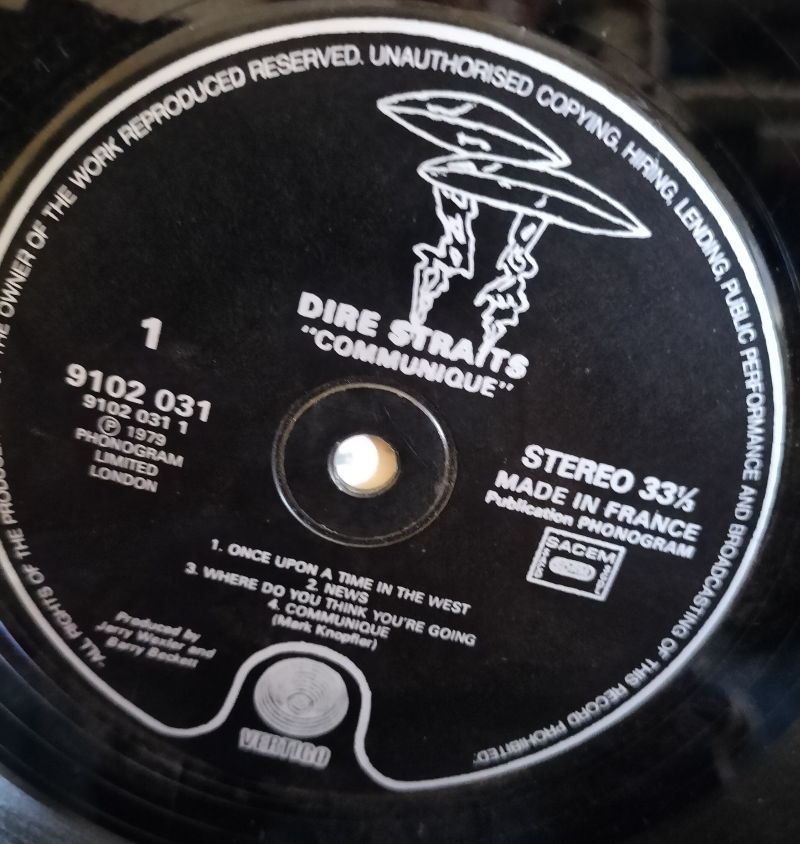 "ALL RIGHTS OF THE PRODUCER THE OWNER OF THE WORK REPRODUCED RESERVED. UNAUTHORISED COPYING, HIRING, LENDING, PUBLIC PERFORMANCE AND BROADCASTING OF THIS RECORD PROHIBITED."
DIRE STRAITS
"COMMUNIQUE"
1
9102 031
9102 031 1
Ⓟ 1979
PHONOGRAM
LIMITED
LONDON
STEREO 33⅓
MADE IN FRANCE
Publication PHONOGRAM
SACEM
1. ONCE UPON A TIME IN THE WEST
2. NEWS
3. WHERE DO YOU THINK YOU'RE GOING
4. COMMUNIQUE
(Mark Knopfler)
Produced by
Jerry Wexler and
Barry Beckett
VERTIGO